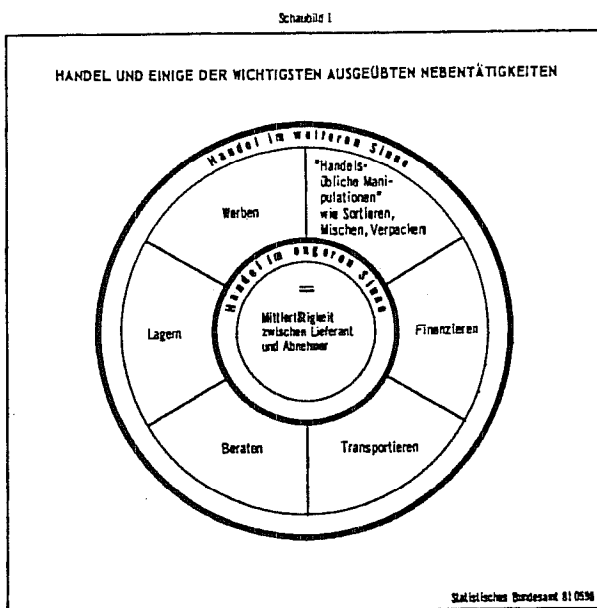 Schaubild 1
HANDEL UND EINIGE DER WICHTIGSTEN AUSGEÜBTEN NEBENTÄTIGKEITEN
Handel im weiteren Sinne
"Handels-
übliche Mani-
pulationen"
wie Sortieren,
Mischen, Verpacken
Werben
Handel im engeren Sinne
=
Mittlertätigkeit
zwischen Lieferant
und Abnehmer
Lagern
Finanzieren
Beraten
Transportieren
Statistisches Bundesamt 81 0596